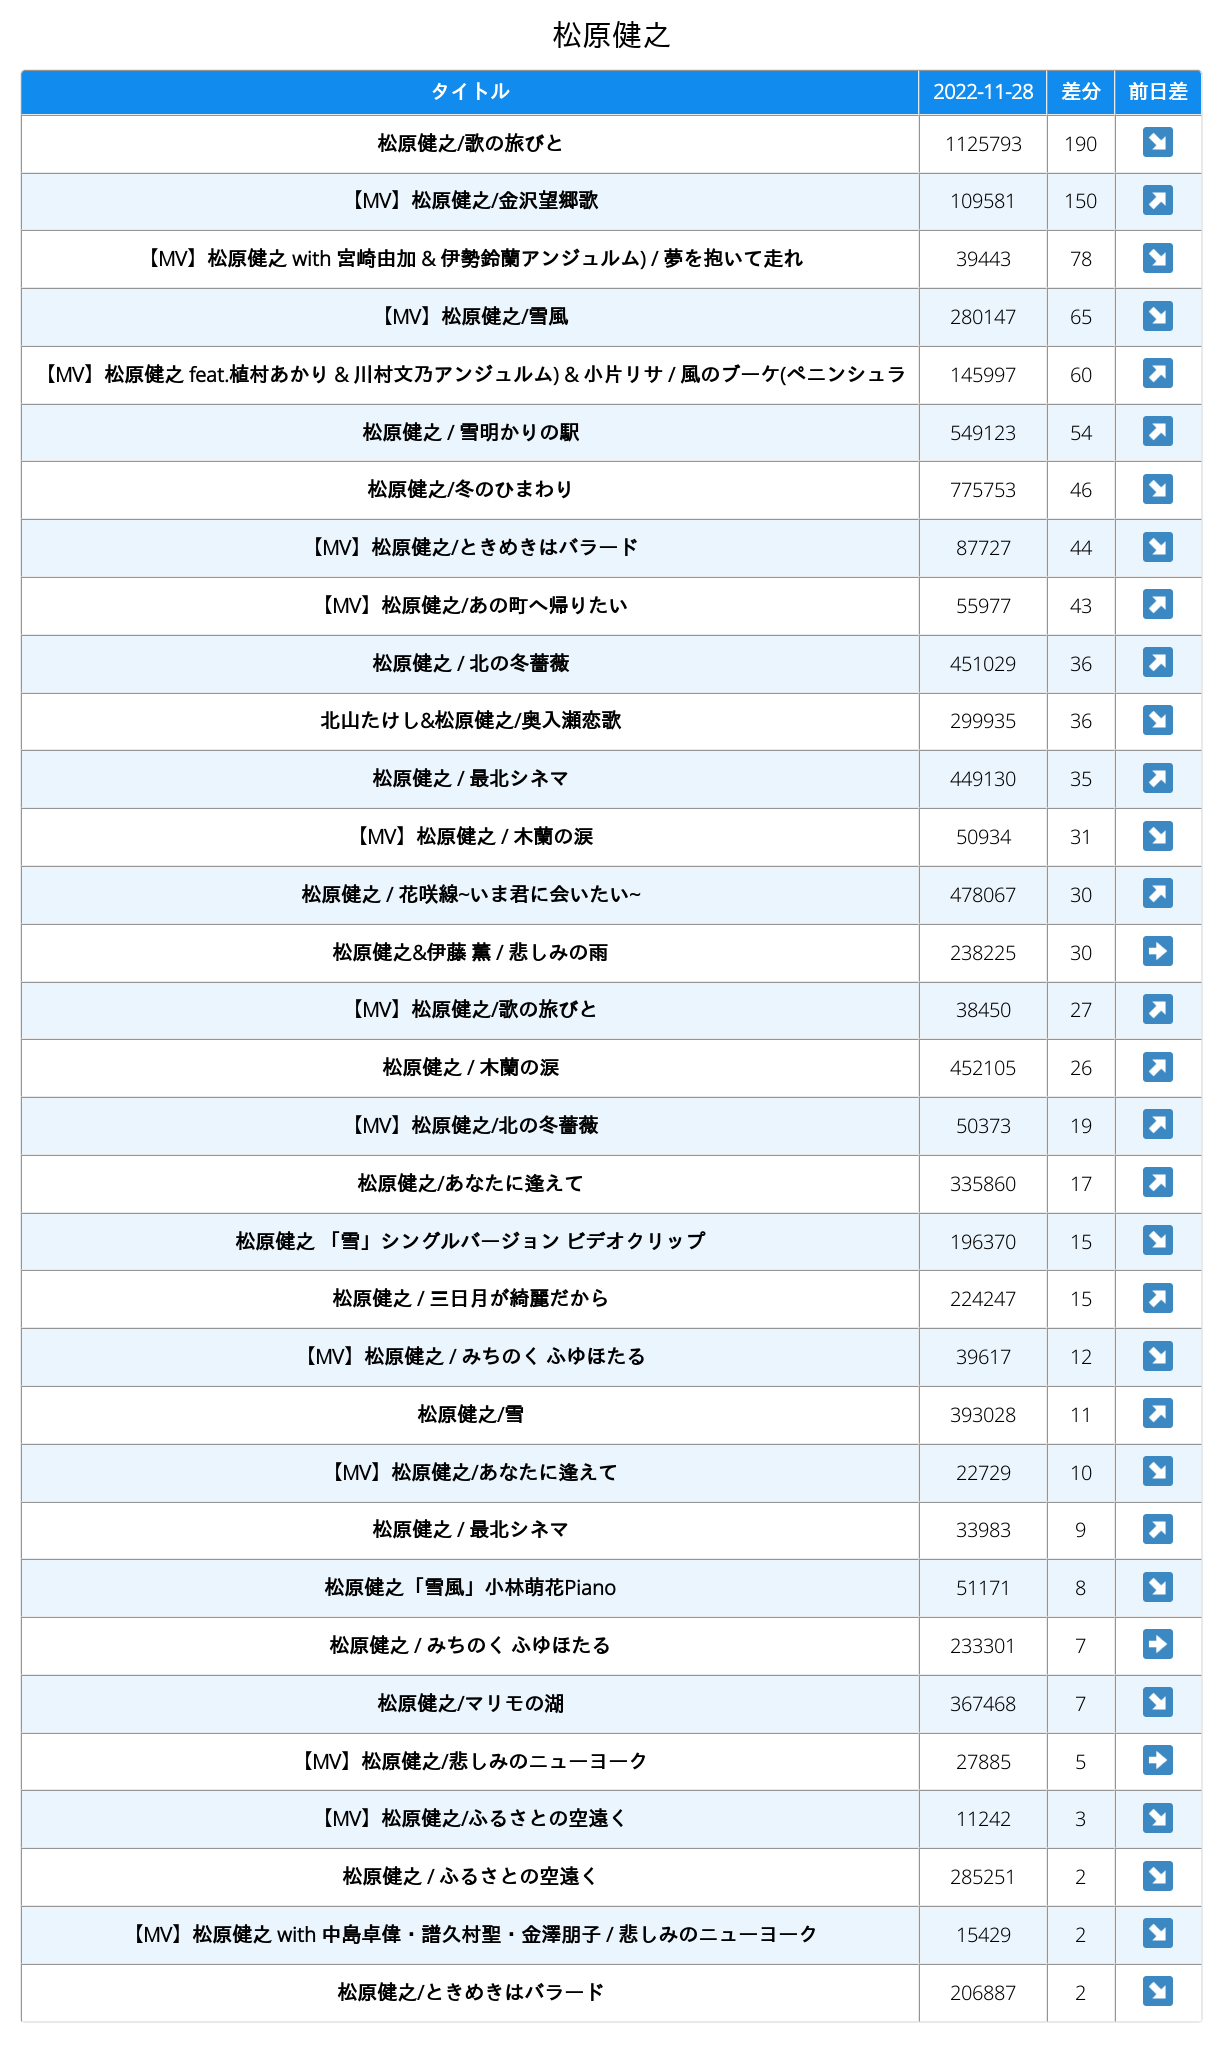 松原健之
タイトル 2022-11-28 差分 前日差
松原健之/歌の旅びと 1125793 190 ↘
【MV】松原健之/金沢望郷歌 109581 150 ↗
【MV】松原健之 with 宮崎由加 & 伊勢鈴蘭アンジュルム) / 夢を抱いて走れ 39443 78 ↘
【MV】松原健之/雪風 280147 65 ↘
【MV】松原健之 feat.植村あかり & 川村文乃アンジュルム) & 小片リサ / 風のブーケ(ペニンシュラ 145997 60 ↗
松原健之 / 雪明かりの駅 549123 54 ↗
松原健之/冬のひまわり 775753 46 ↘
【MV】松原健之/ときめきはバラード 87727 44 ↘
【MV】松原健之/あの町へ帰りたい 55977 43 ↗
松原健之 / 北の冬薔薇 451029 36 ↗
北山たけし&松原健之/奥入瀬恋歌 299935 36 ↘
松原健之 / 最北シネマ 449130 35 ↗
【MV】松原健之 / 木蘭の涙 50934 31 ↘
松原健之 / 花咲線~いま君に会いたい~ 478067 30 ↗
松原健之&伊藤 薫 / 悲しみの雨 238225 30 ➡
【MV】松原健之/歌の旅びと 38450 27 ↗
松原健之 / 木蘭の涙 452105 26 ↗
【MV】松原健之/北の冬薔薇 50373 19 ↗
松原健之/あなたに逢えて 335860 17 ↗
松原健之 「雪」シングルバージョン ビデオクリップ 196370 15 ↘
松原健之 / 三日月が綺麗だから 224247 15 ↗
【MV】松原健之 / みちのく ふゆほたる 39617 12 ↘
松原健之/雪 393028 11 ↗
【MV】松原健之/あなたに逢えて 22729 10 ↘
松原健之 / 最北シネマ 33983 9 ↗
松原健之「雪風」小林萌花Piano 51171 8 ↘
松原健之 / みちのく ふゆほたる 233301 7 ➡
松原健之/マリモの湖 367468 7 ↘
【MV】松原健之/悲しみのニューヨーク 27885 5 ➡
【MV】松原健之/ふるさとの空遠く 11242 3 ↘
松原健之 / ふるさとの空遠く 285251 2 ↘
【MV】松原健之 with 中島卓偉・譜久村聖・金澤朋子 / 悲しみのニューヨーク 15429 2 ↘
松原健之/ときめきはバラード 206887 2 ↘